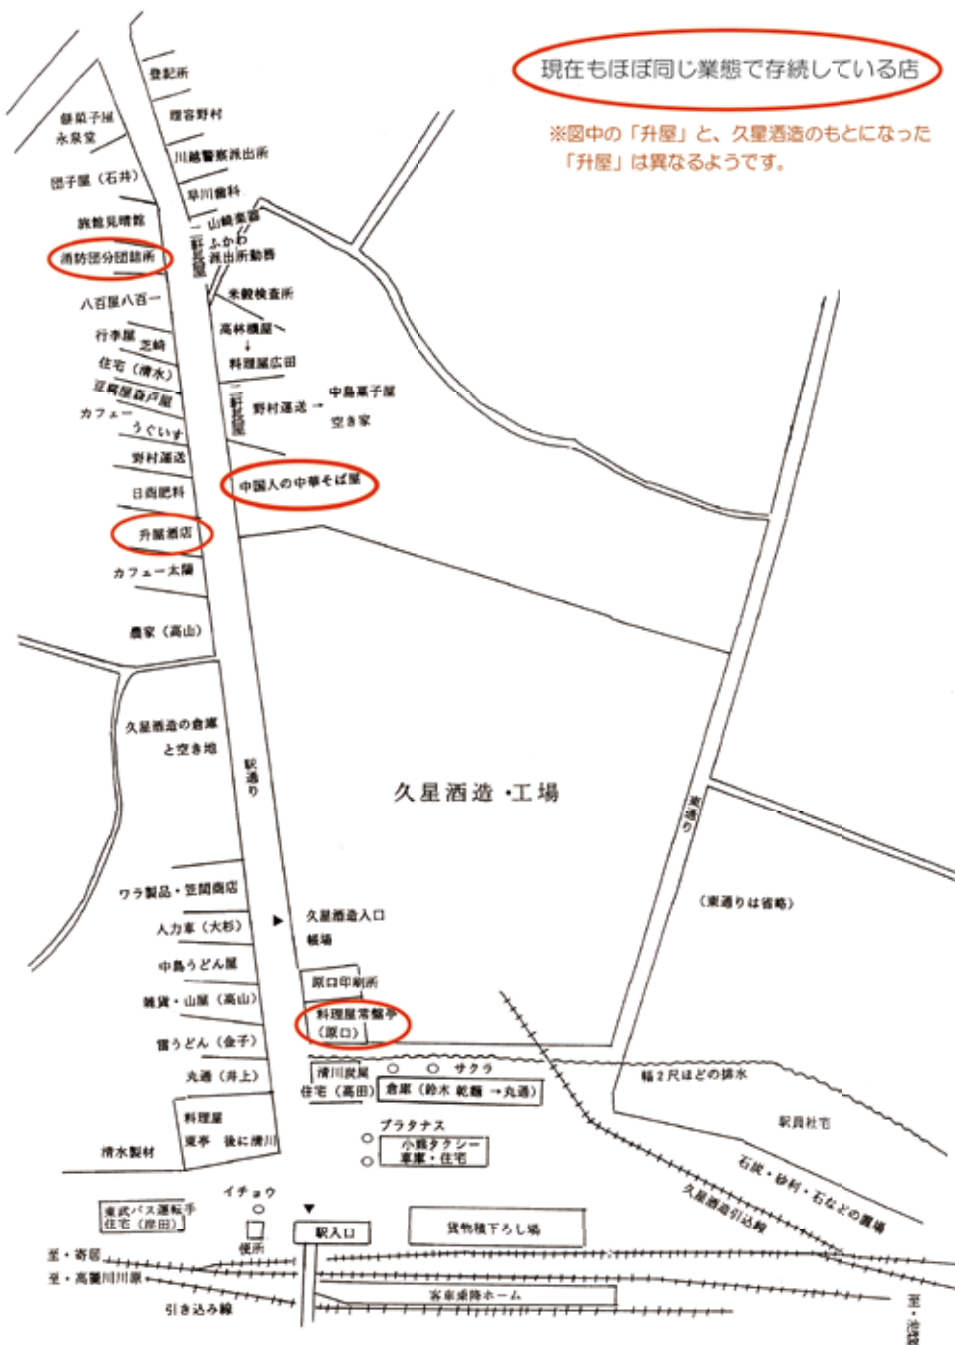 現在もほぼ同じ業態で存続している店
※図中の「升屋」と、久星酒造のもとになった
「升屋」は異なるようです。
登記所
理容野村
川越警察派出所
早川歯科
山崎楽器
二軒長屋
ふかわ
派出所勤務
米穀検査所
高林機屋
↓
料理屋広田
二軒長屋
野村運送 → 中島菓子屋
空き家
中国人の中華そば屋
餅菓子屋
永泉堂
団子屋（石井）
旅館見晴館
消防団分団詰所
八百屋八百一
行李屋
芝崎
住宅（清水）
豆腐屋森戸屋
カフェー
うぐいす
野村運送
日商肥料
升屋酒店
カフェー太陽
農家（高山）
久星酒造の倉庫
と空き地
駅通り
久星酒造・工場
東通り
（東通りは省略）
ワラ製品・笠間商店
人力車（大杉）
中島うどん屋
雑貨・山屋（高山）
雷うどん（金子）
丸通（井上）
料理屋
東亭 後に清川
清水製材
久星酒造入口
帳場
原口印刷所
料理屋常盤亭
（原口）
清川炭屋
住宅（高田）
サクラ
倉庫（鈴木 乾麺 → 丸通）
プラタナス
小鵜タクシー
車庫・住宅
幅2尺ほどの排水
駅員社宅
石炭・砂利・石などの置場
久星酒造引込線
イチョウ
東武バス運転手
住宅（岸田）
便所
駅入口
貨物積下ろし場
至・寄居
至・高麗川川原
引き込み線
客車乗降ホーム
至・池袋